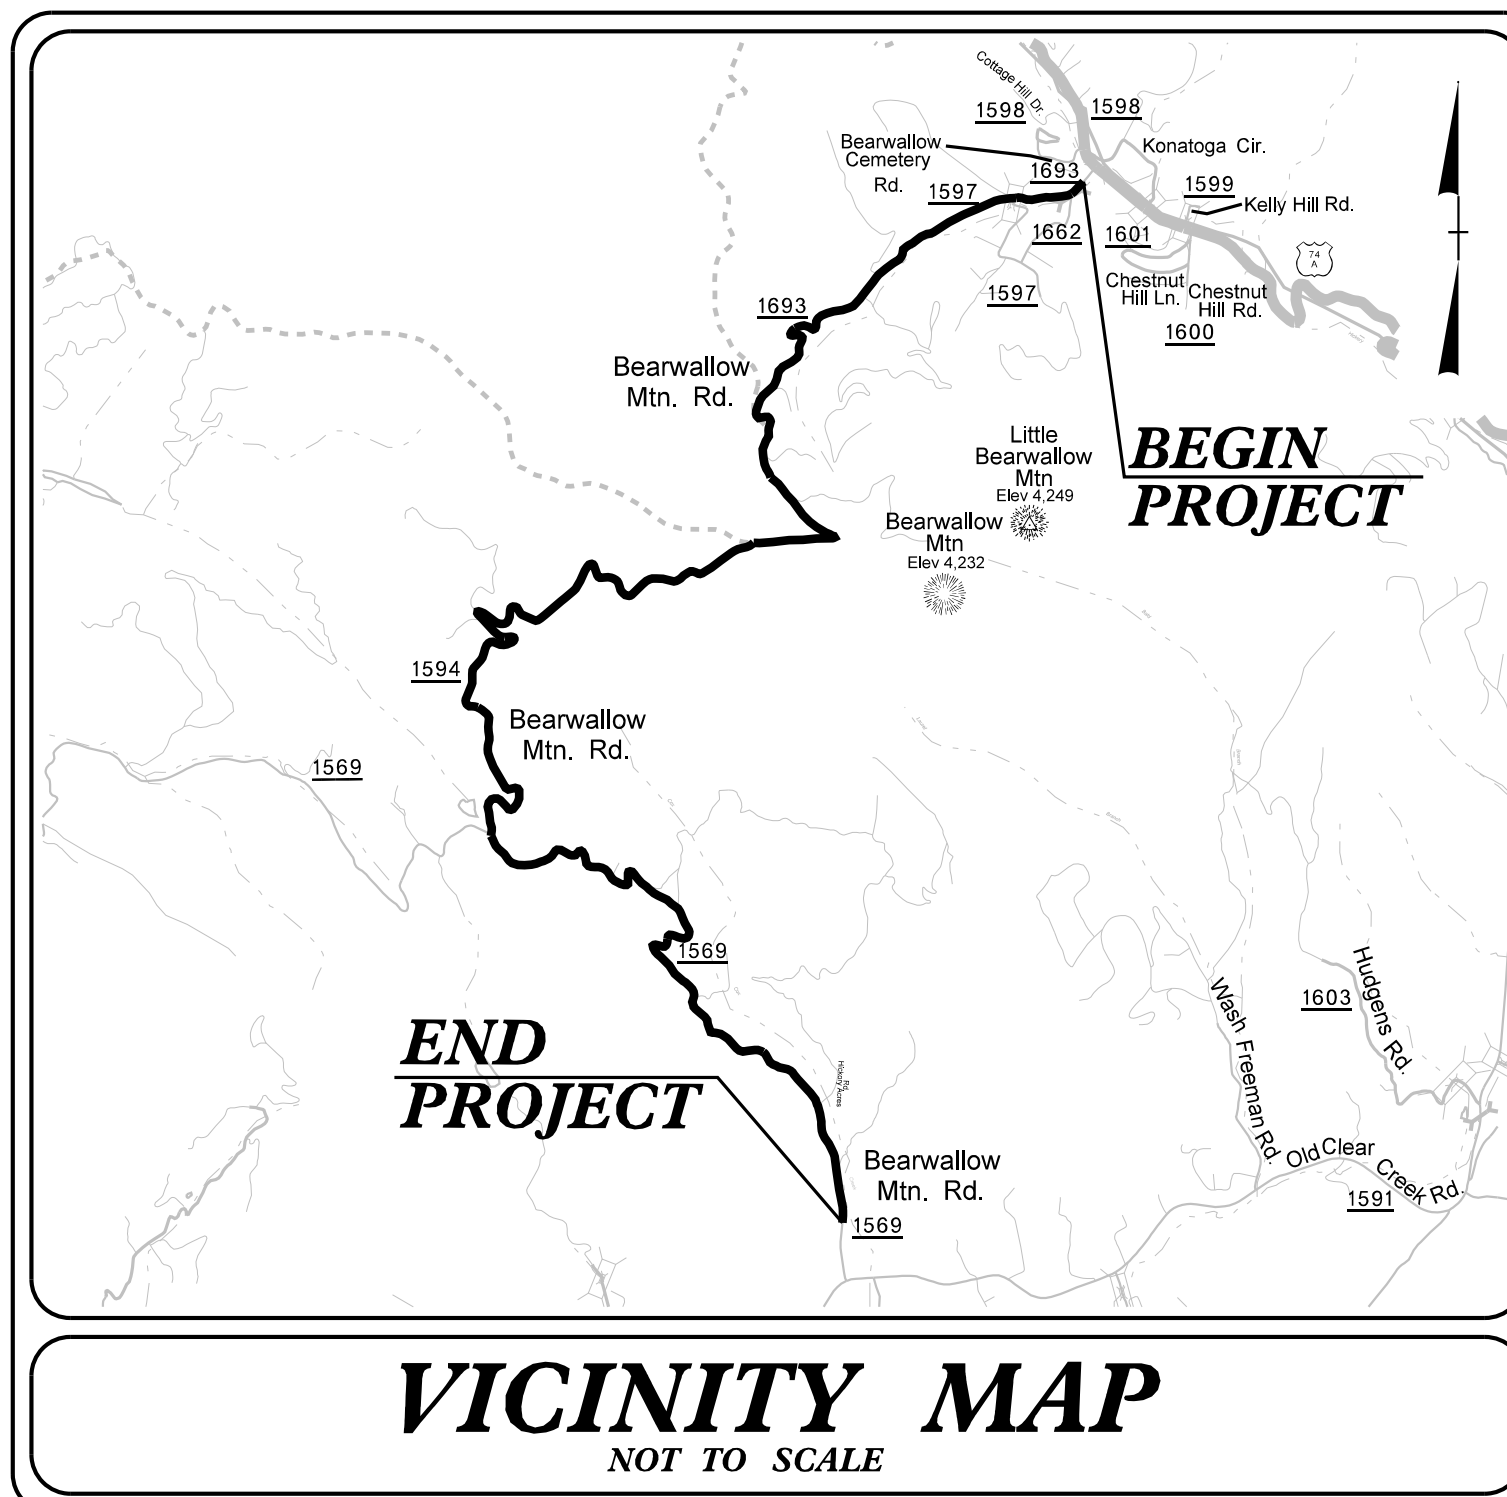 Cottage Hill Dr.
1598
1598
Bearwallow
Cemetery
Rd.
Konatoga Cir.
1693
1597
1599
Kelly Hill Rd.
1662
1601
74
A
1597
Chestnut
Hill Ln.
Chestnut
Hill Rd.
1600
1693
Bearwallow
Mtn. Rd.
BEGIN
PROJECT
Little
Bearwallow
Mtn
Elev 4,249
Bearwallow
Mtn
Elev 4,232
1594
Bearwallow
Mtn. Rd.
1569
Branch
Branch
1569
Hudgens Rd.
1603
Wash Freeman Rd.
END
PROJECT
Hickory Acres
Rd.
Bearwallow
Mtn. Rd.
1569
Old Clear
Creek Rd.
1591
VICINITY MAP
NOT TO SCALE